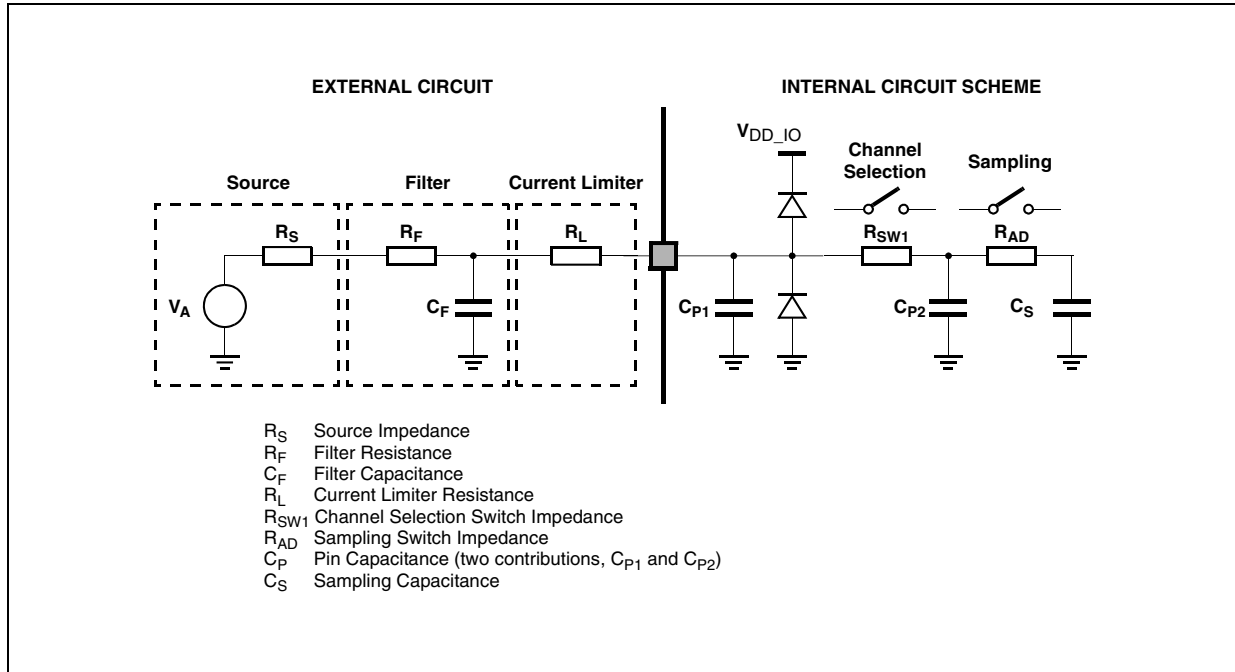 EXTERNAL CIRCUIT
INTERNAL CIRCUIT SCHEME
VDD_IO
Channel
Selection
Sampling
Source
Filter
Current Limiter
RS
RF
RL
RSW1
RAD
VA
CF
CP1
CP2
CS
RS Source Impedance
RF Filter Resistance
CF Filter Capacitance
RL Current Limiter Resistance
RSW1 Channel Selection Switch Impedance
RAD Sampling Switch Impedance
CP Pin Capacitance (two contributions, CP1 and CP2)
CS Sampling Capacitance